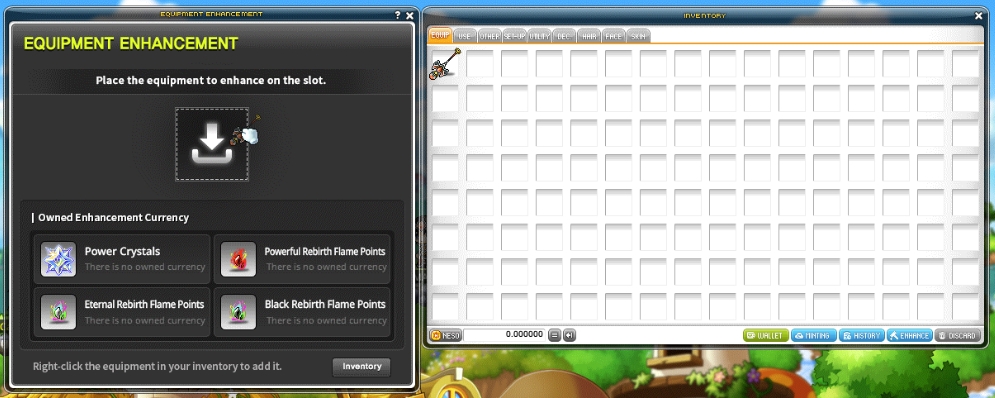 EQUIPMENT ENHANCEMENT
?
EQUIPMENT ENHANCEMENT
Place the equipment to enhance on the slot.
Owned Enhancement Currency
Power Crystals
There is no owned currency
Powerful Rebirth Flame Points
There is no owned currency
Eternal Rebirth Flame Points
There is no owned currency
Black Rebirth Flame Points
There is no owned currency
Right-click the equipment in your inventory to add it.
Inventory
INVENTORY
EQUIP
USE
OTHER
SET-UP
UTILITY
DEC.
HAIR
FACE
SKIN
NESO
0.000000
WALLET
MINTING
HISTORY
ENHANCE
DISCARD